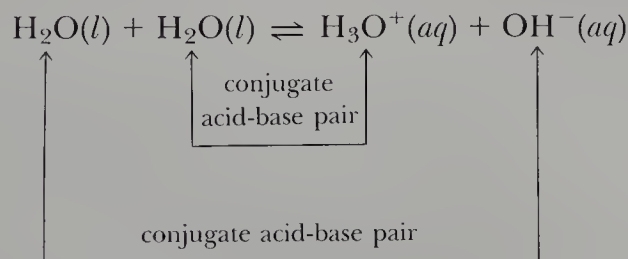 H₂O(l) + H₂O(l) ⇌ H₃O⁺(aq) + OH⁻(aq)
conjugate
acid-base pair
conjugate acid-base pair